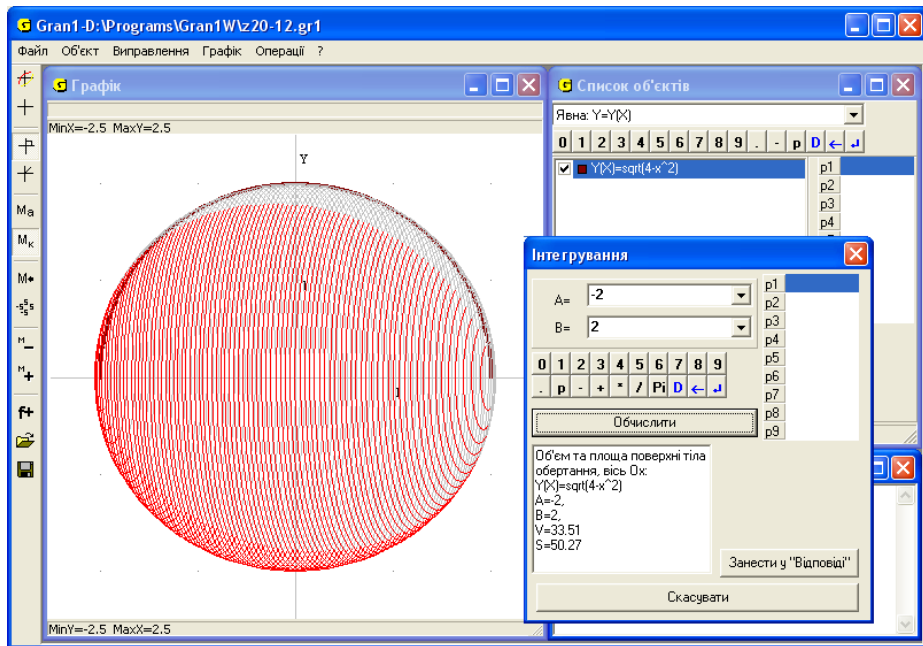 Gran1-D:\Programs\Gran1W\z20-12.gr1
Файл Об'єкт Виправлення Графік Операції ?
Графік
MinX=-2.5 MaxY=2.5
Y
1
1
MinY=-2.5 MaxX=2.5
Ma
Mк
M+
f+
Список об'єктів
Явна: Y=Y(X)
0 1 2 3 4 5 6 7 8 9 . - p D
Y(X)=sqrt(4-x^2)
p1
p2
p3
p4
Інтегрування
A= -2
B= 2
0 1 2 3 4 5 6 7 8 9
. p - + * / Pi D
Обчислити
p1
p2
p3
p4
p5
p6
p7
p8
p9
Об'єм та площа поверхні тіла
обертання, вісь Ox:
Y(X)=sqrt(4-x^2)
A=-2,
B=2,
V=33.51
S=50.27
Занести у "Відповіді"
Скасувати